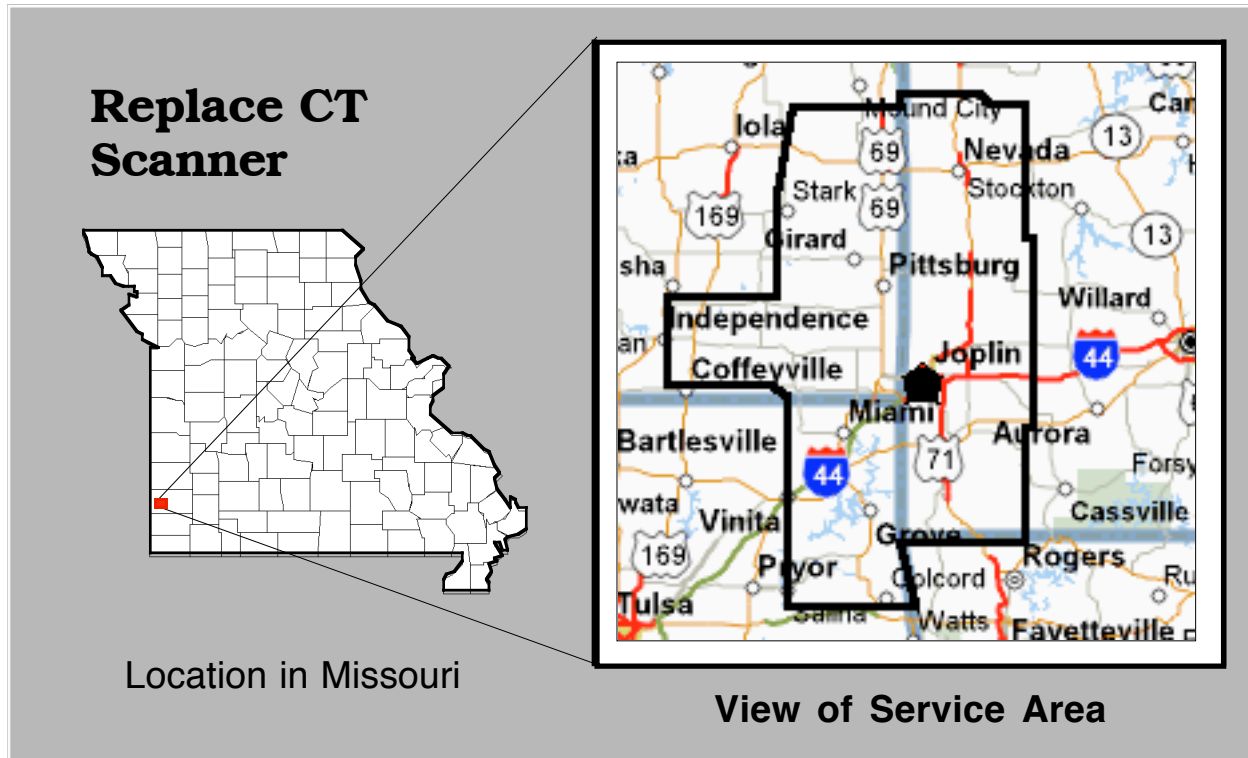 Replace CT
Scanner
Location in Missouri
Mound City
Iola
69
Nevada
13
Stark
Stockton
169
69
Girard
13
sha
Pittsburg
Willard
Independence
an
Joplin
44
Coffeyville
Miami
Bartlesville
Aurora
71
44
Forsy
wata
Vinita
Cassville
Grove
169
Rogers
Pryor
Colcord
Ru
Tulsa
Salina
Watts
Fayetteville
View of Service Area